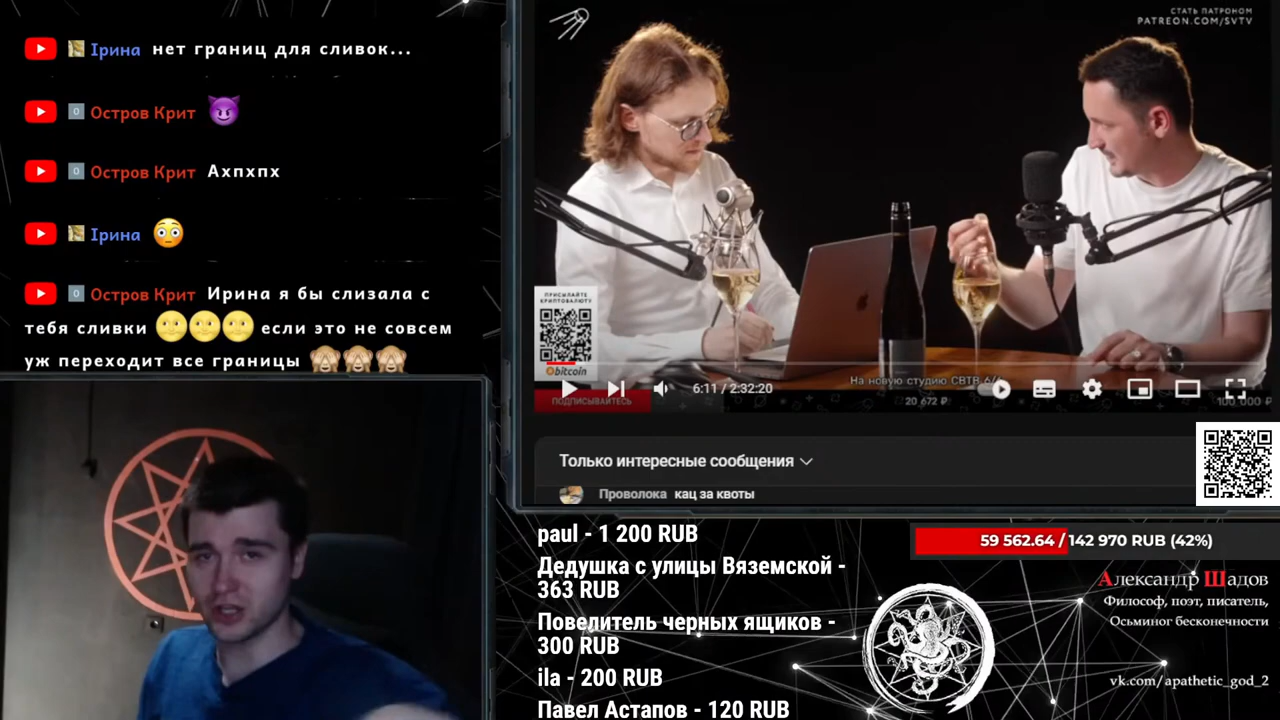 Ірина нет границ для сливок...
Остров Крит
Остров Крит Ахпхпх
Ірина
Остров Крит Ирина я бы слизала с
тебя сливки если это не совсем
уж переходит все границы
СТАТЬ ПАТРОНОМ
PATREON.COM/SVTV
ПРИСЫЛАЙТЕ
КРИПТОВАЛЮТУ
bitcoin
ПОДПИСЫВАЙТЕСЬ
6:11 / 2:32:20
На новую студию СВТВ
20 672 ₽
100 000 ₽
Только интересные сообщения
Проволока кац за квоты
paul - 1 200 RUB
Дедушка с улицы Вяземской -
363 RUB
Повелитель черных ящиков -
300 RUB
ila - 200 RUB
Павел Астапов - 120 RUB
59 562.64 / 142 970 RUB (42%)
Александр Шадов
Философ, поэт, писатель,
Осьминог бесконечности
vk.com/apathetic_god_2